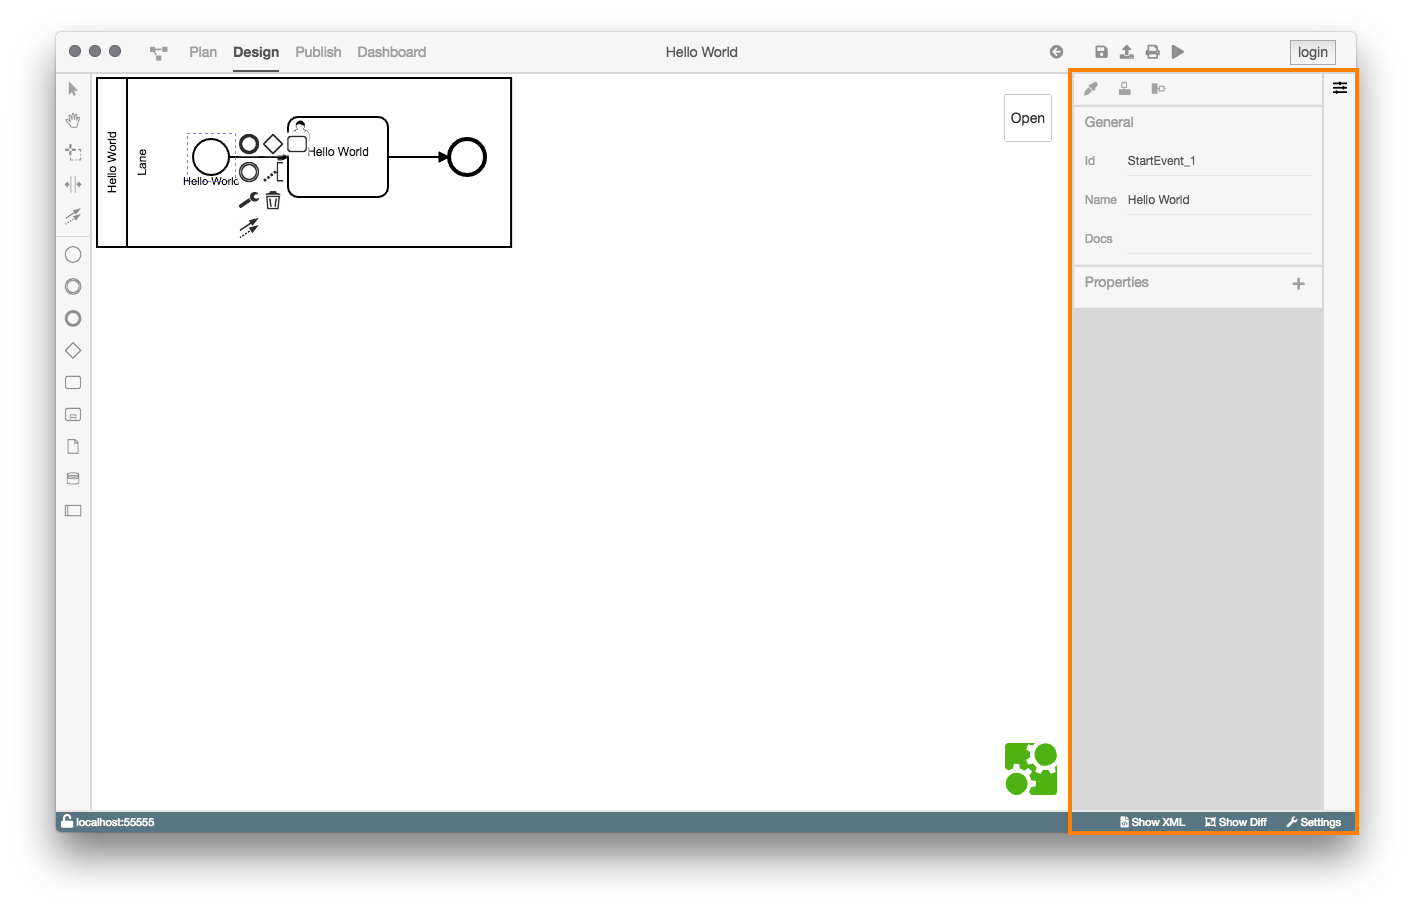 Plan Design Publish Dashboard Hello World login
Open
Hello World
Lane
Hello World
Hello World
General
Id StartEvent_1
Name Hello World
Docs
Properties
localhost:55555 Show XML Show Diff Settings